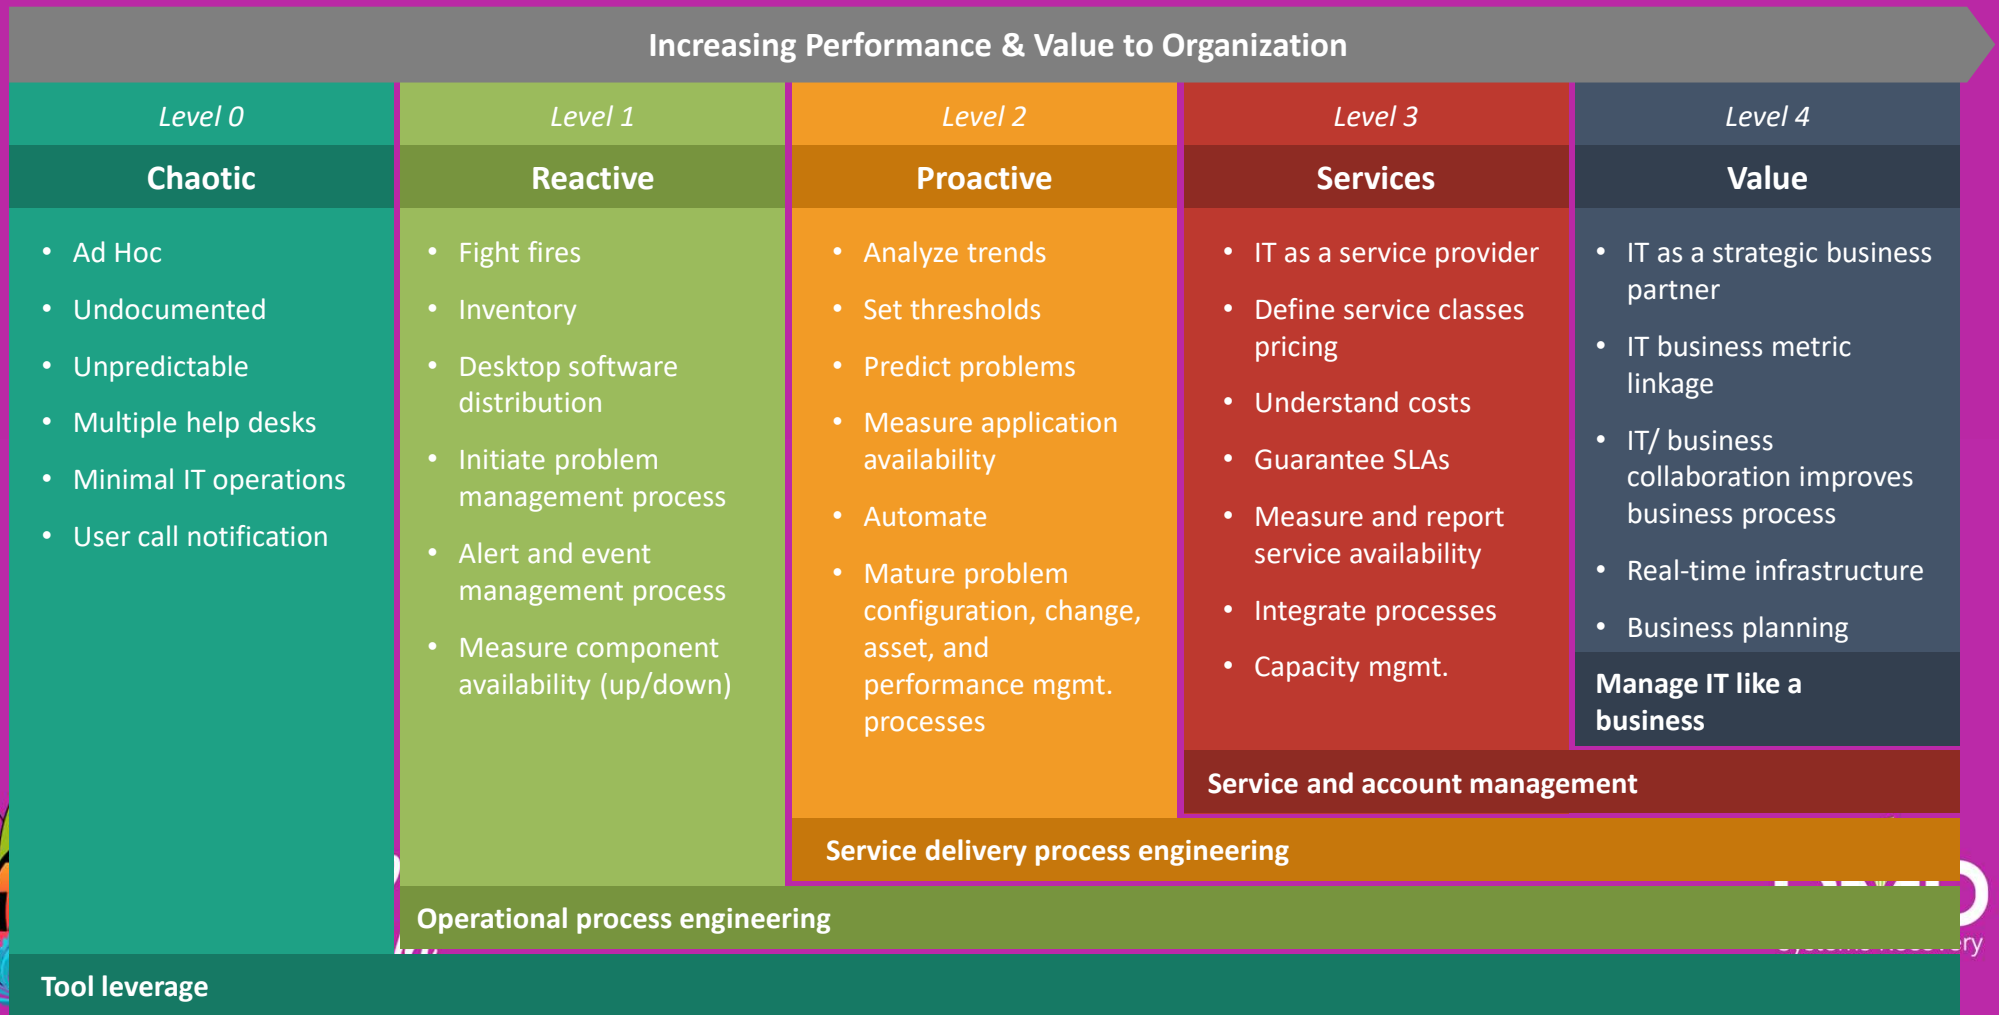 Increasing Performance & Value to Organization
Level 0
Chaotic
• Ad Hoc
• Undocumented
• Unpredictable
• Multiple help desks
• Minimal IT operations
• User call notification
Level 1
Reactive
• Fight fires
• Inventory
• Desktop software
distribution
• Initiate problem
management process
• Alert and event
management process
• Measure component
availability (up/down)
Level 2
Proactive
• Analyze trends
• Set thresholds
• Predict problems
• Measure application
availability
• Automate
• Mature problem
configuration, change,
asset, and
performance mgmt.
processes
Level 3
Services
• IT as a service provider
• Define service classes
pricing
• Understand costs
• Guarantee SLAs
• Measure and report
service availability
• Integrate processes
• Capacity mgmt.
Level 4
Value
• IT as a strategic business
partner
• IT business metric
linkage
• IT/ business
collaboration improves
business process
• Real-time infrastructure
• Business planning
Manage IT like a
business
Service and account management
Service delivery process engineering
Operational process engineering
Tool leverage